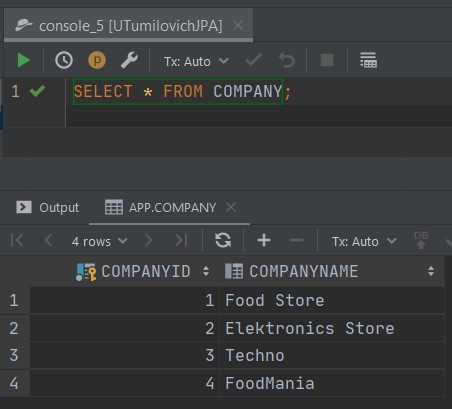 console_5 [UTumilovichJPA]
Tx: Auto
1 SELECT * FROM COMPANY;
Output APP.COMPANY
4 rows Tx: Auto DB
COMPANYID COMPANYNAME
1 1 Food Store
2 2 Elektronics Store
3 3 Techno
4 4 FoodMania